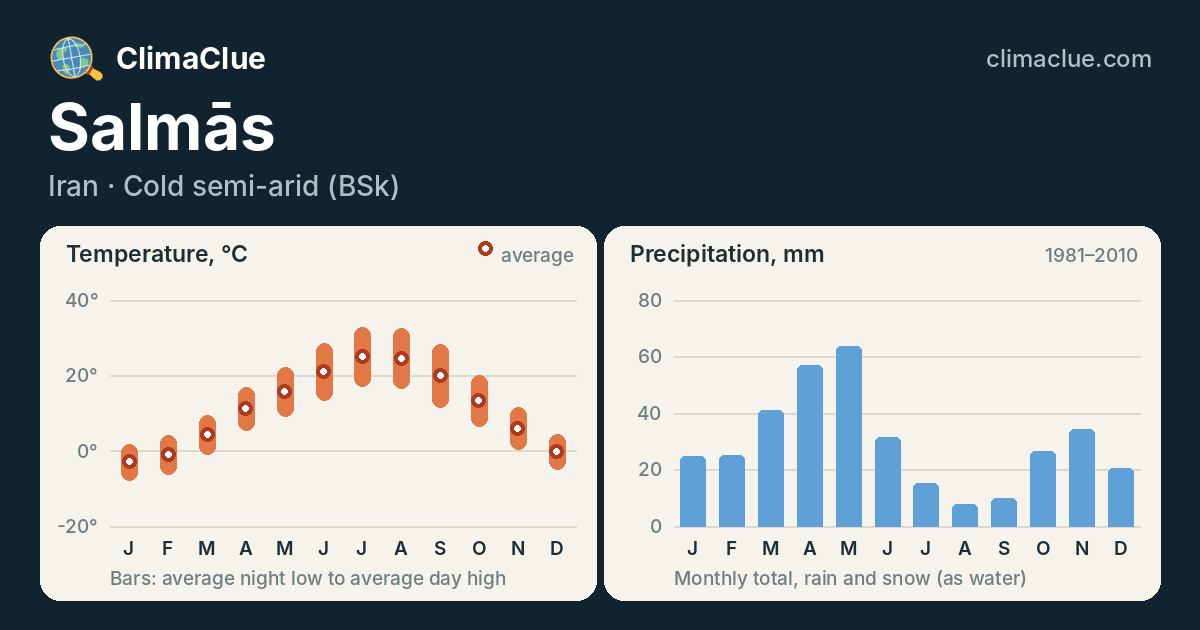 ClimaClue
climaclue.com
Salmās
Iran · Cold semi-arid (BSk)
Temperature, °C
average
40°
20°
0°
-20°
J F M A M J J A S O N D
Bars: average night low to average day high
Precipitation, mm
1981–2010
80
60
40
20
0
J F M A M J J A S O N D
Monthly total, rain and snow (as water)